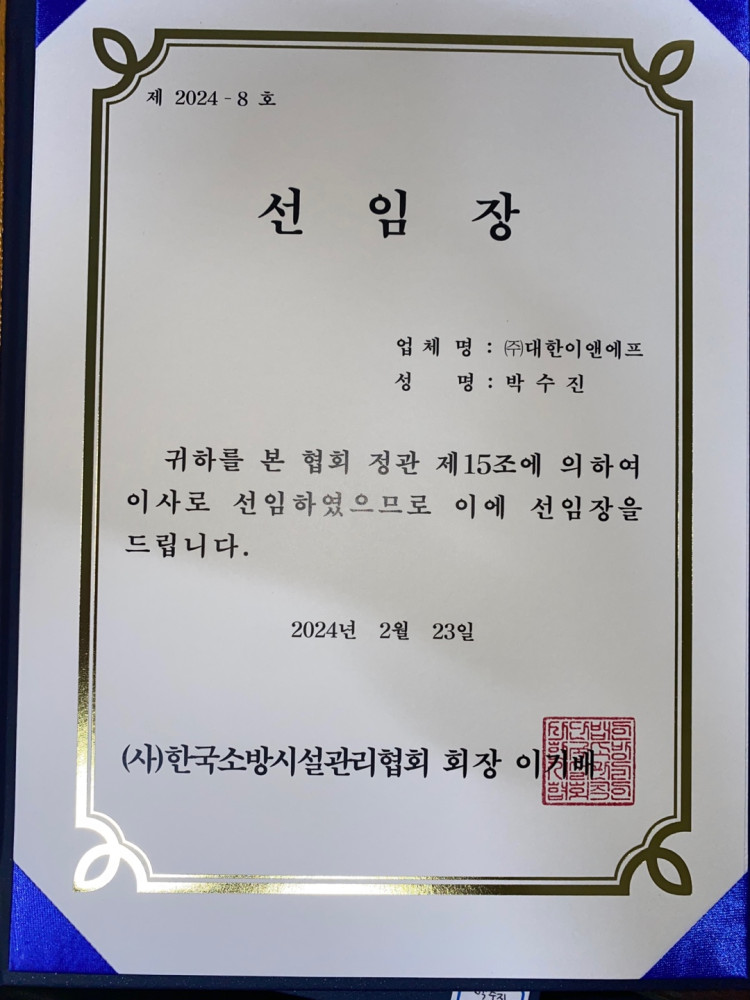 제 2024 - 8 호
선 임 장
업체명 : ㈜대한이앤에프
성 명 : 박수진
귀하를 본 협회 정관 제15조에 의하여
이사로 선임하였으므로 이에 선임장을
드립니다.
2024년 2월 23일
(사)한국소방시설관리협회 회장 이기배
박수진